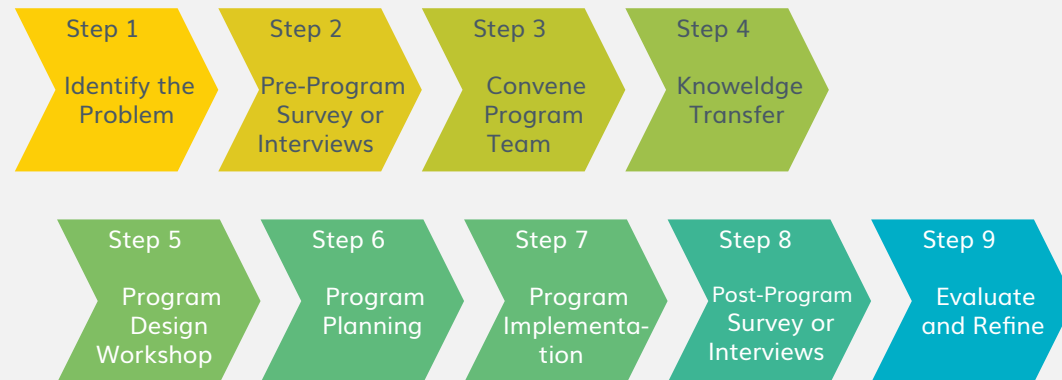 Step 1
Identify the
Problem
Step 2
Pre-Program
Survey or
Interviews
Step 3
Convene
Program
Team
Step 4
Knoweldge
Transfer
Step 5
Program
Design
Workshop
Step 6
Program
Planning
Step 7
Program
Implementa-
tion
Step 8
Post-Program
Survey or
Interviews
Step 9
Evaluate
and Refine